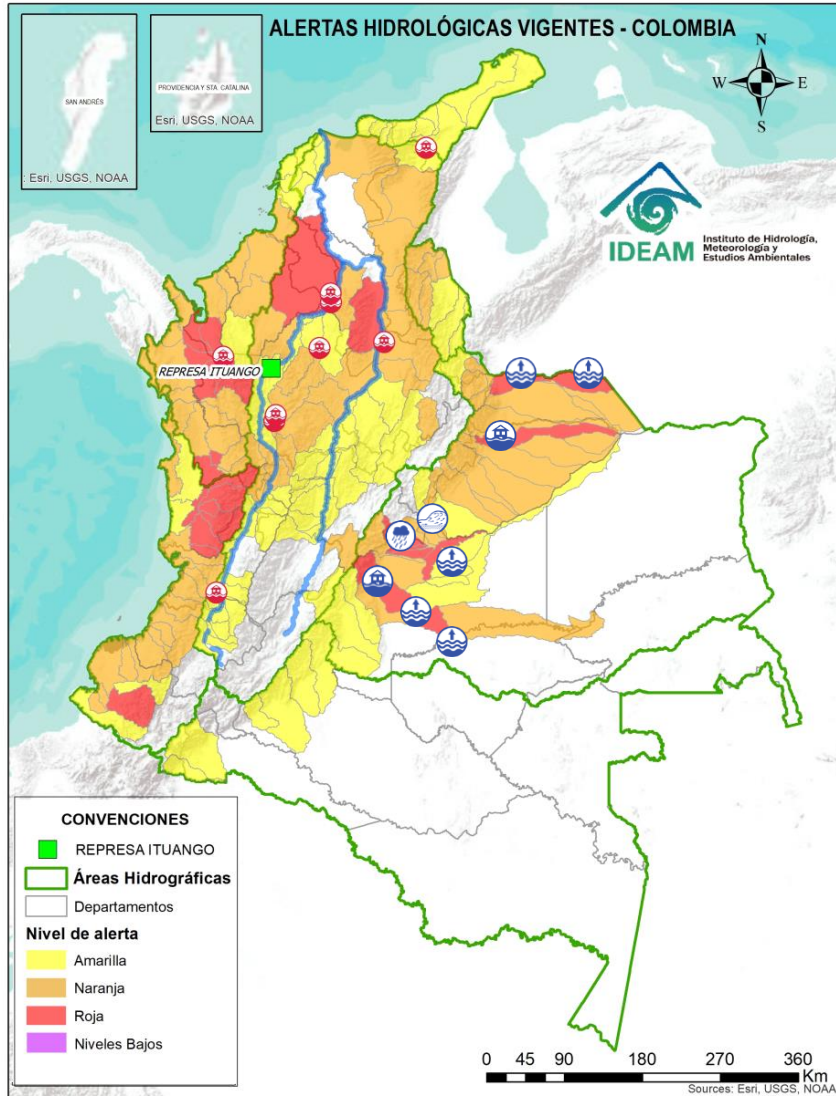 ALERTAS HIDROLÓGICAS VIGENTES - COLOMBIA
SAN ANDRÉS
: Esri, USGS, NOAA
PROVIDENCIA Y STA. CATALINA
Esri, USGS, NOAA
N
W
E
S
IDEAM
Instituto de Hidrología,
Meteorología y
Estudios Ambientales
REPRESA ITUANGO
CONVENCIONES
REPRESA ITUANGO
Áreas Hidrográficas
Departamentos
Nivel de alerta
Amarilla
Naranja
Roja
Niveles Bajos
0 45 90 180 270 360
Km
Sources: Esri, USGS, NOAA